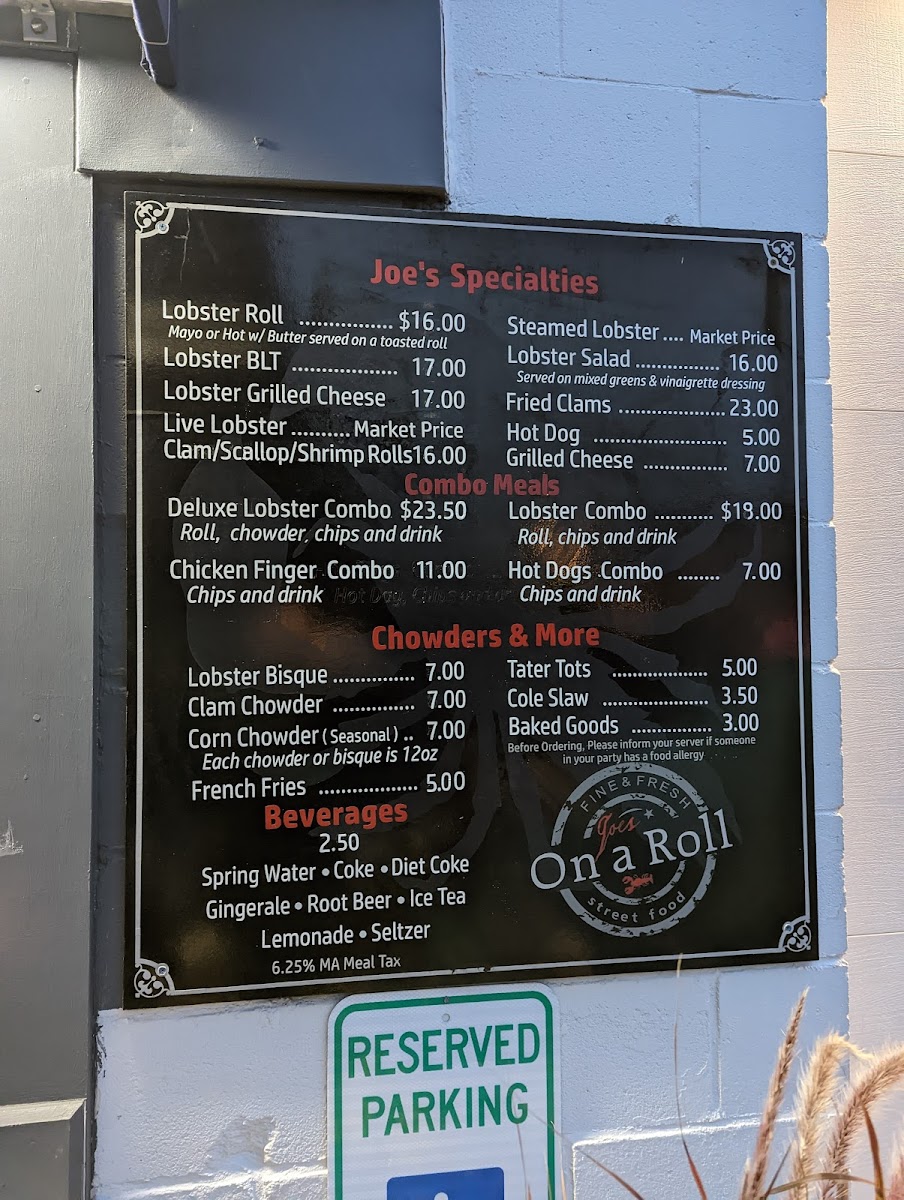 Joe's Specialties
Lobster Roll ................ $16.00
Mayo or Hot w/ Butter served on a toasted roll
Lobster BLT .................. 17.00
Lobster Grilled Cheese 17.00
Live Lobster .......... Market Price
Clam/Scallop/Shrimp Rolls16.00
Steamed Lobster .... Market Price
Lobster Salad .............. 16.00
Served on mixed greens & vinaigrette dressing
Fried Clams .................. 23.00
Hot Dog ....................... 5.00
Grilled Cheese ................ 7.00
Combo Meals
Deluxe Lobster Combo $23.50
Roll, chowder, chips and drink
Chicken Finger Combo 11.00
Chips and drink
Lobster Combo ........... $18.00
Roll, chips and drink
Hot Dogs Combo ........ 7.00
Chips and drink
Chowders & More
Lobster Bisque .............. 7.00
Clam Chowder .............. 7.00
Corn Chowder ( Seasonal ) .. 7.00
Each chowder or bisque is 12oz
French Fries ................. 5.00
Tater Tots ................ 5.00
Cole Slaw .................. 3.50
Baked Goods .............. 3.00
Before Ordering, Please inform your server if someone
in your party has a food allergy
Beverages
2.50
Spring Water • Coke • Diet Coke
Gingerale • Root Beer • Ice Tea
Lemonade • Seltzer
6.25% MA Meal Tax
FINE & FRESH
Joes
On a Roll
street food
RESERVED
PARKING